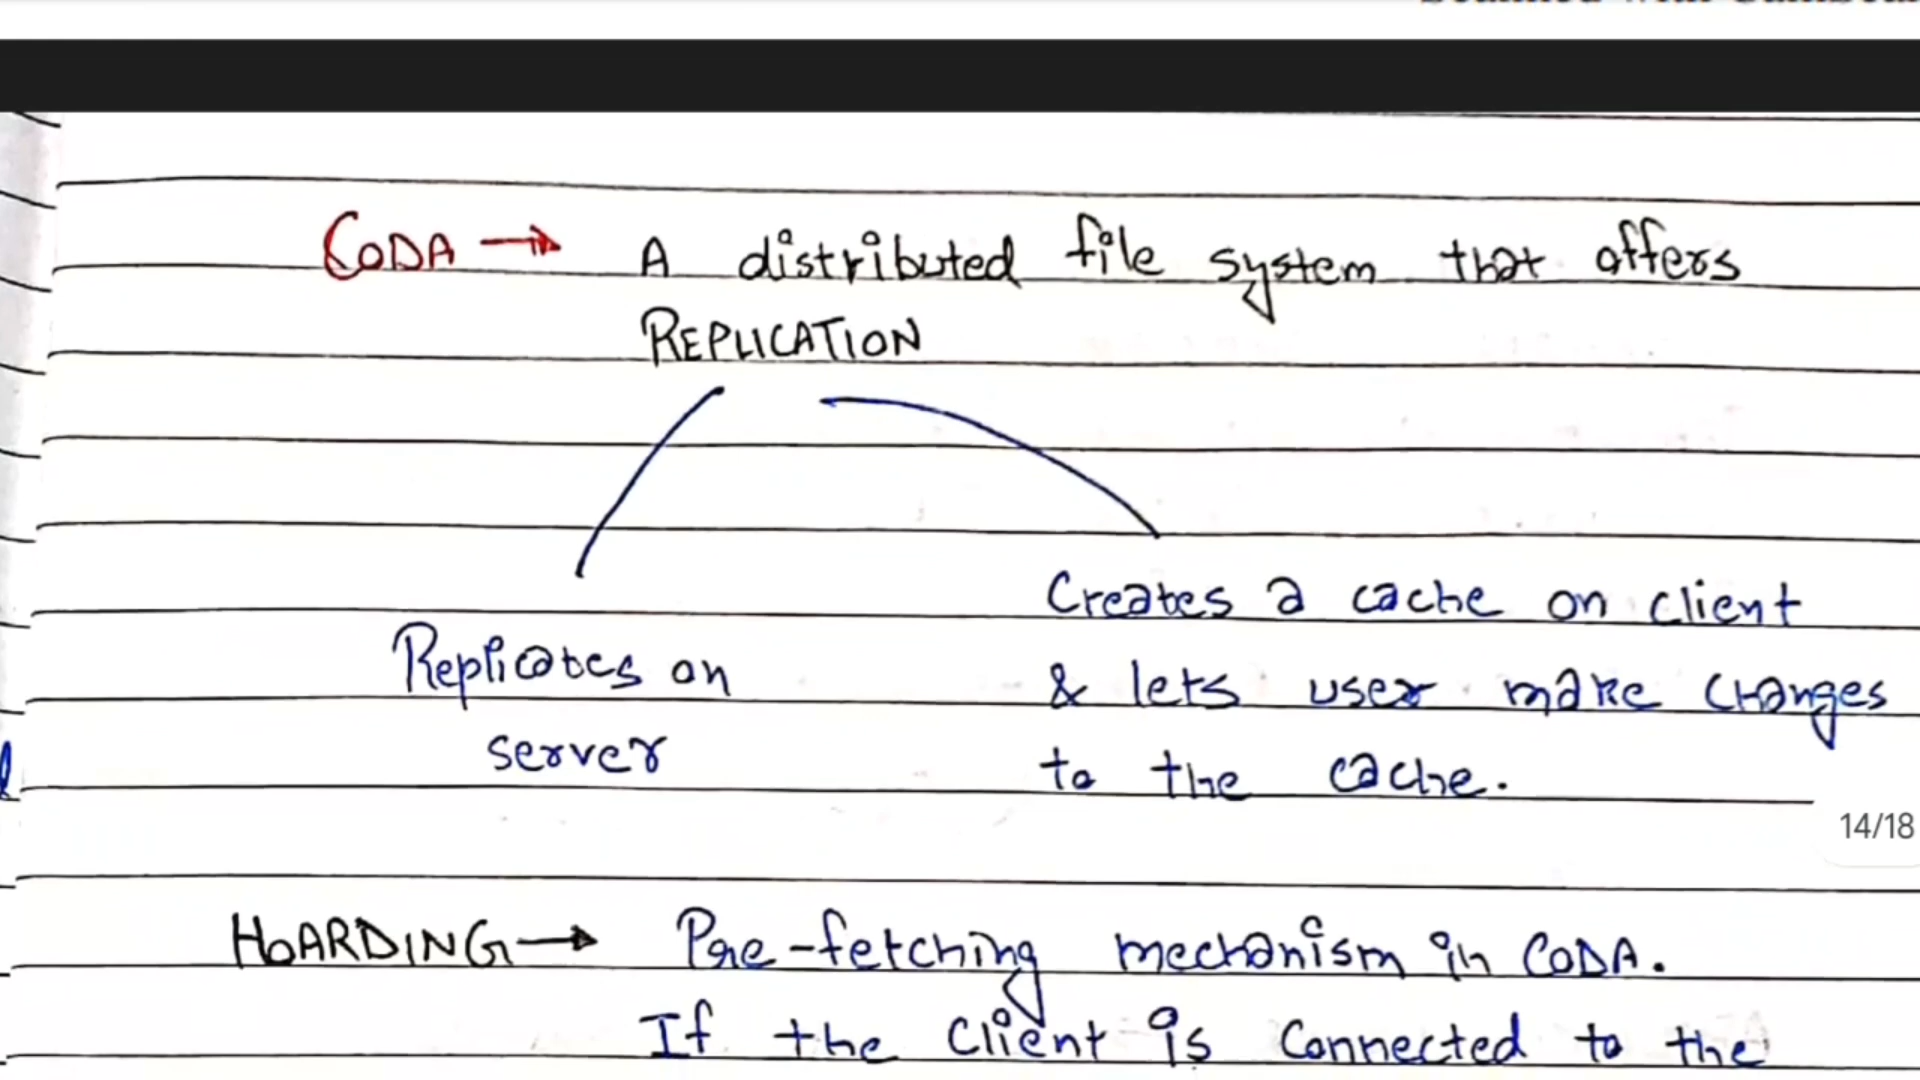 CODA → A distributed file system that offers
REPLICATION
Replicates on
server
Creates a cache on client
& lets user make changes
to the cache.
14/18
HOARDING → Pre-fetching mechanism in CODA.
If the Client is Connected to the